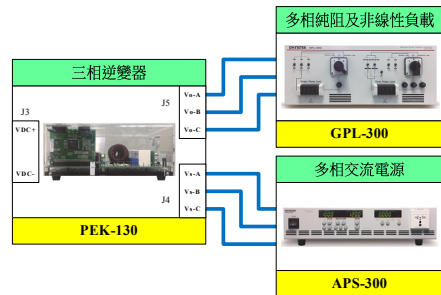 三相逆變器
J3
VDC+
VDC-
J5
Vo-A
Vo-B
Vo-C
J4
Vs-A
Vs-B
Vs-C
PEK-130
多相純阻及非線性負載
GPL-300
多相交流電源
APS-300